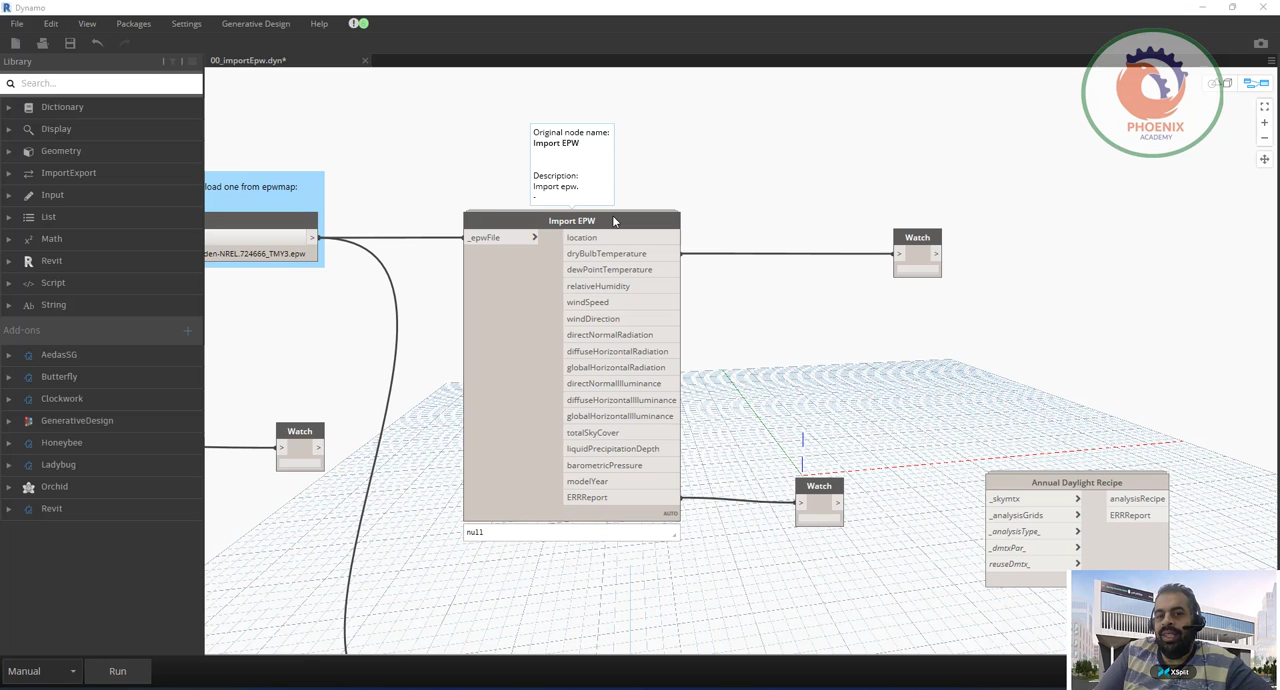 Dynamo
File Edit View Packages Settings Generative Design Help
Library
Search...
Dictionary
Display
Geometry
ImportExport
Input
List
Math
Revit
Script
String
Add-ons
AedasSG
Butterfly
Clockwork
GenerativeDesign
Honeybee
Ladybug
Orchid
Revit
Manual
Run
00_importEpw.dyn*
load one from epwmap:
den-NREL.724666_TMY3.epw
Watch
Original node name:
Import EPW
Description:
Import epw.
-
Import EPW
_epwFile
location
dryBulbTemperature
dewPointTemperature
relativeHumidity
windSpeed
windDirection
directNormalRadiation
diffuseHorizontalRadiation
globalHorizontalRadiation
directNormalIlluminance
diffuseHorizontalIlluminance
globalHorizontalIlluminance
totalSkyCover
liquidPrecipitationDepth
barometricPressure
modelYear
ERRReport
AUTO
null
Watch
Watch
Annual Daylight Recipe
_skymtx
_analysisGrids
_analysisType_
_dmtxPar_
reuseDmtx_
analysisRecipe
ERRReport
PHOENIX
ACADEMY
XSplit